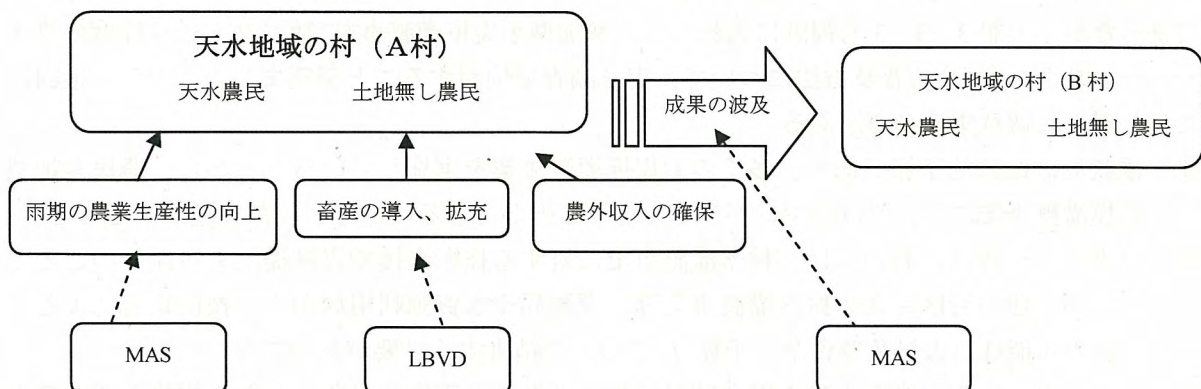 天水地域の村（A村）
天水農民 土地無し農民
成果の波及
天水地域の村（B村）
天水農民 土地無し農民
雨期の農業生産性の向上
畜産の導入、拡充
農外収入の確保
MAS
LBVD
MAS